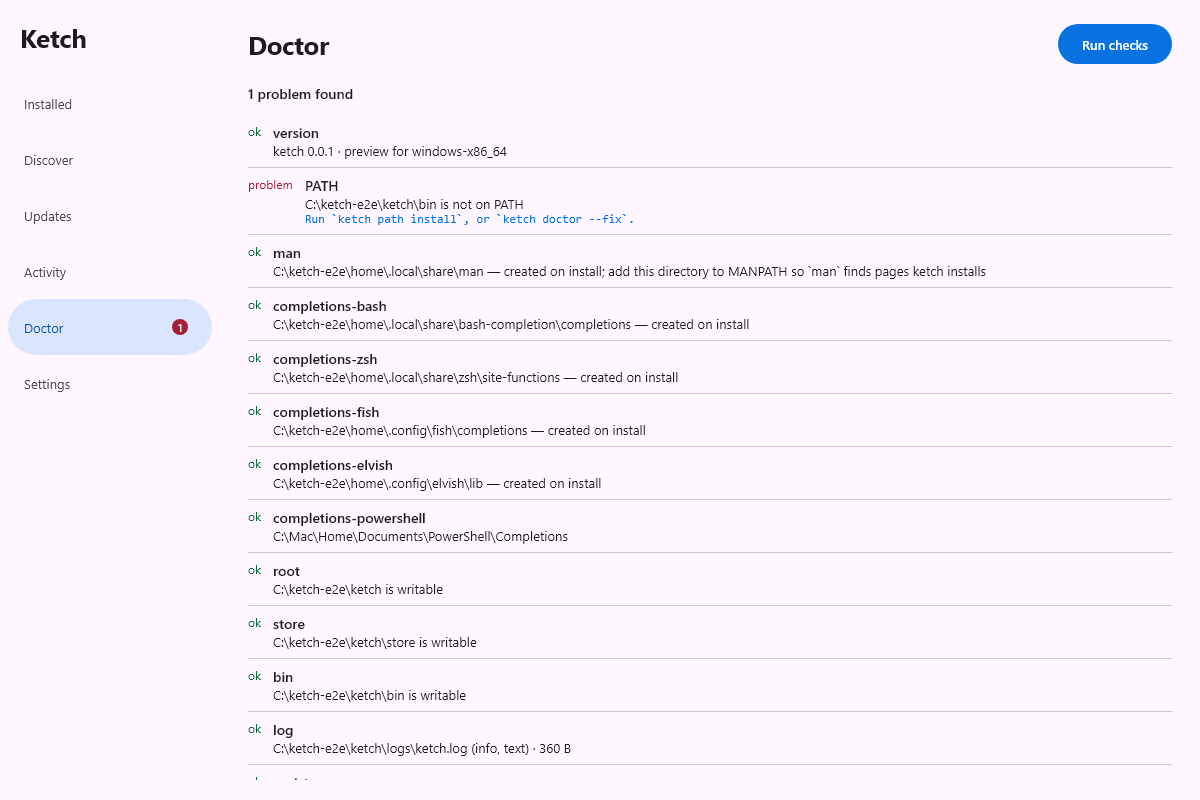 Ketch
Installed
Discover
Updates
Activity
Doctor
1
Settings
Doctor
Run checks
1 problem found
ok version
ketch 0.0.1 · preview for windows-x86_64
problem PATH
C:\ketch-e2e\ketch\bin is not on PATH
Run `ketch path install`, or `ketch doctor --fix`.
ok man
C:\ketch-e2e\home\.local\share\man — created on install; add this directory to MANPATH so `man` finds pages ketch installs
ok completions-bash
C:\ketch-e2e\home\.local\share\bash-completion\completions — created on install
ok completions-zsh
C:\ketch-e2e\home\.local\share\zsh\site-functions — created on install
ok completions-fish
C:\ketch-e2e\home\.config\fish\completions — created on install
ok completions-elvish
C:\ketch-e2e\home\.config\elvish\lib — created on install
ok completions-powershell
C:\Mac\Home\Documents\PowerShell\Completions
ok root
C:\ketch-e2e\ketch is writable
ok store
C:\ketch-e2e\ketch\store is writable
ok bin
C:\ketch-e2e\ketch\bin is writable
ok log
C:\ketch-e2e\ketch\logs\ketch.log (info, text) · 360 B